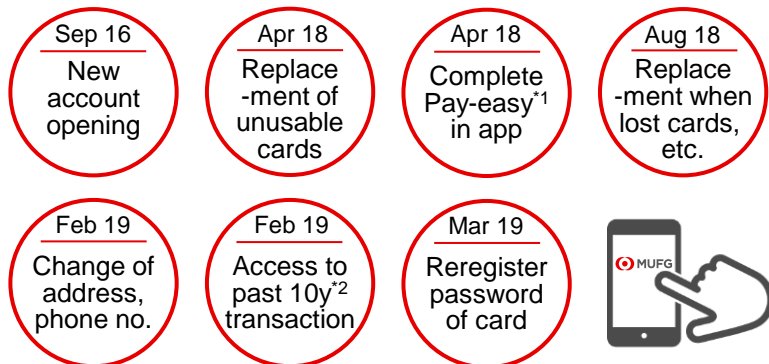 Sep 16
New
account
opening
Apr 18
Replace
-ment of
unusable
cards
Apr 18
Complete
Pay-easy*1
in app
Aug 18
Replace
-ment when
lost cards,
etc.
Feb 19
Change of
address,
phone no.
Feb 19
Access to
past 10y*2
transaction
Mar 19
Reregister
password
of card
MUFG